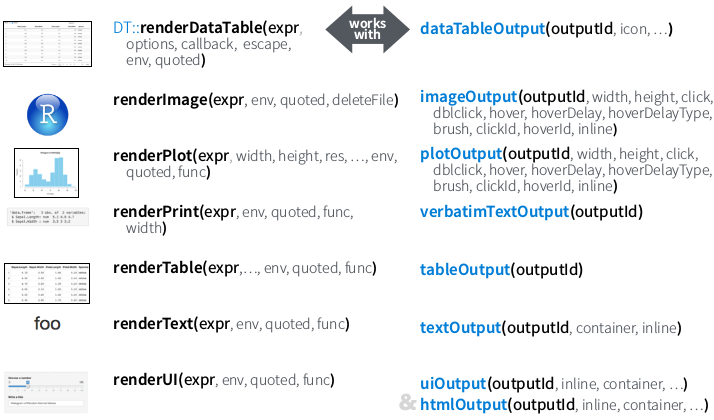 DT::renderDataTable(expr,
options, callback, escape,
env, quoted)
works
with
dataTableOutput(outputId, icon, …)
R
renderImage(expr, env, quoted, deleteFile)
imageOutput(outputId, width, height, click,
dblclick, hover, hoverDelay, hoverDelayType,
brush, clickId, hoverId, inline)
renderPlot(expr, width, height, res, …, env,
quoted, func)
plotOutput(outputId, width, height, click,
dblclick, hover, hoverDelay, hoverDelayType,
brush, clickId, hoverId, inline)
renderPrint(expr, env, quoted, func,
width)
verbatimTextOutput(outputId)
renderTable(expr,…, env, quoted, func)
tableOutput(outputId)
foo
renderText(expr, env, quoted, func)
textOutput(outputId, container, inline)
renderUI(expr, env, quoted, func)
uiOutput(outputId, inline, container, …)
& htmlOutput(outputId, inline, container, …)